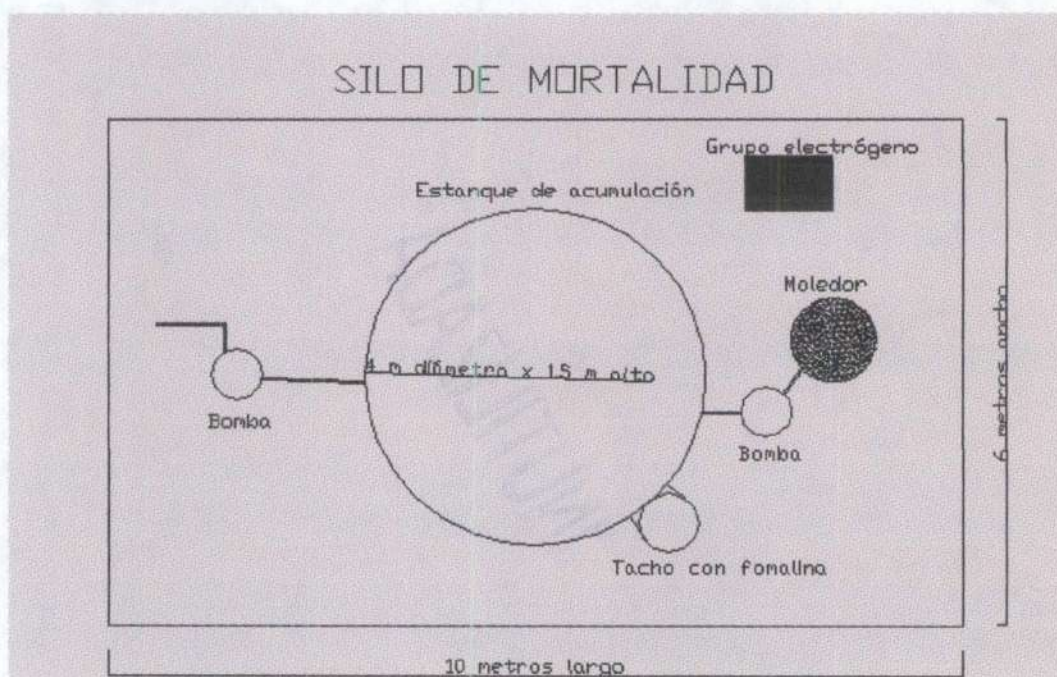 SILO DE MORTALIDAD
Grupo electrógeno
Estanque de acumulación
Moledor
4 m diámetro x 1.5 m alto
Bomba
Bomba
Tacho con fomalina
6 metros ancho
10 metros largo